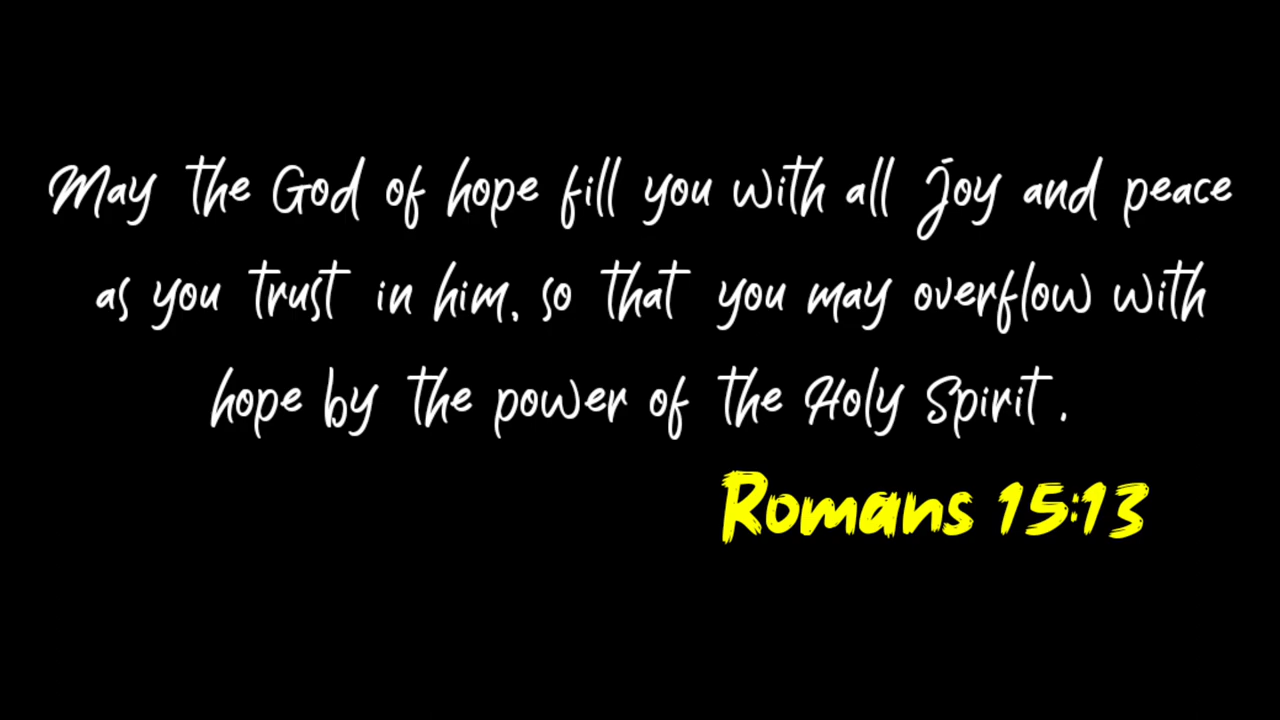 May the God of hope fill you with all Joy and peace
as you trust in him, so that you may overflow with
hope by the power of the Holy Spirit .
Romans 15:13